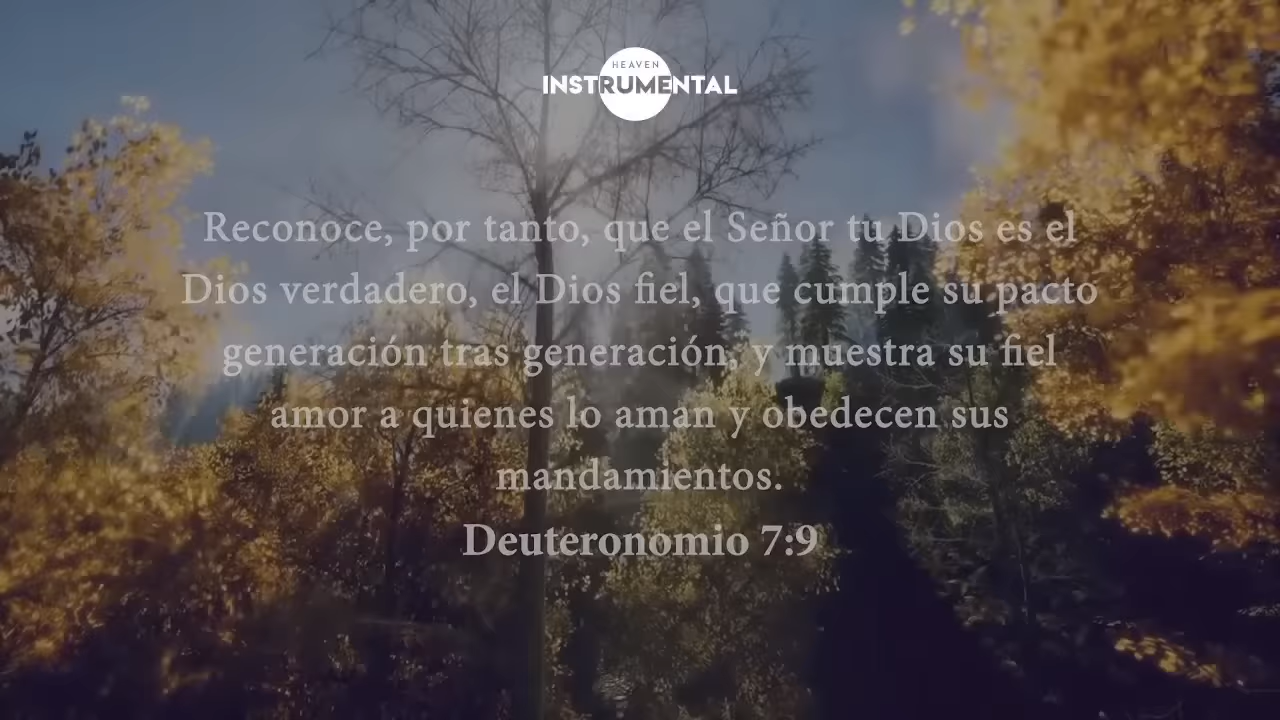 HEAVEN
INSTRUMENTAL
Reconoce, por tanto, que el Señor tu Dios es el
Dios verdadero, el Dios fiel, que cumple su pacto
generación tras generación, y muestra su fiel
amor a quienes lo aman y obedecen sus
mandamientos.
Deuteronomio 7:9